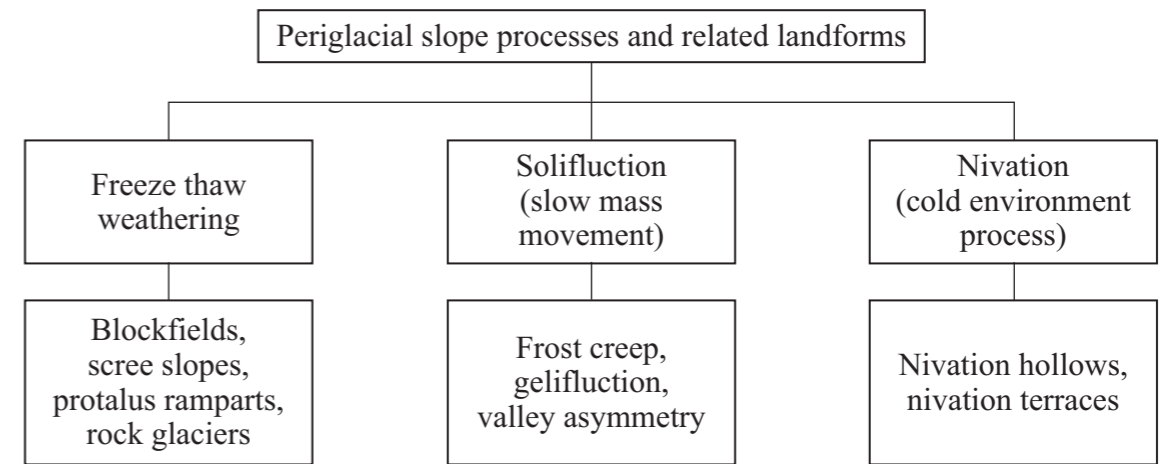 Periglacial slope processes and related landforms
Freeze thaw
weathering
Solifluction
(slow mass
movement)
Nivation
(cold environment
process)
Blockfields,
scree slopes,
protalus ramparts,
rock glaciers
Frost creep,
gelifluction,
valley asymmetry
Nivation hollows,
nivation terraces